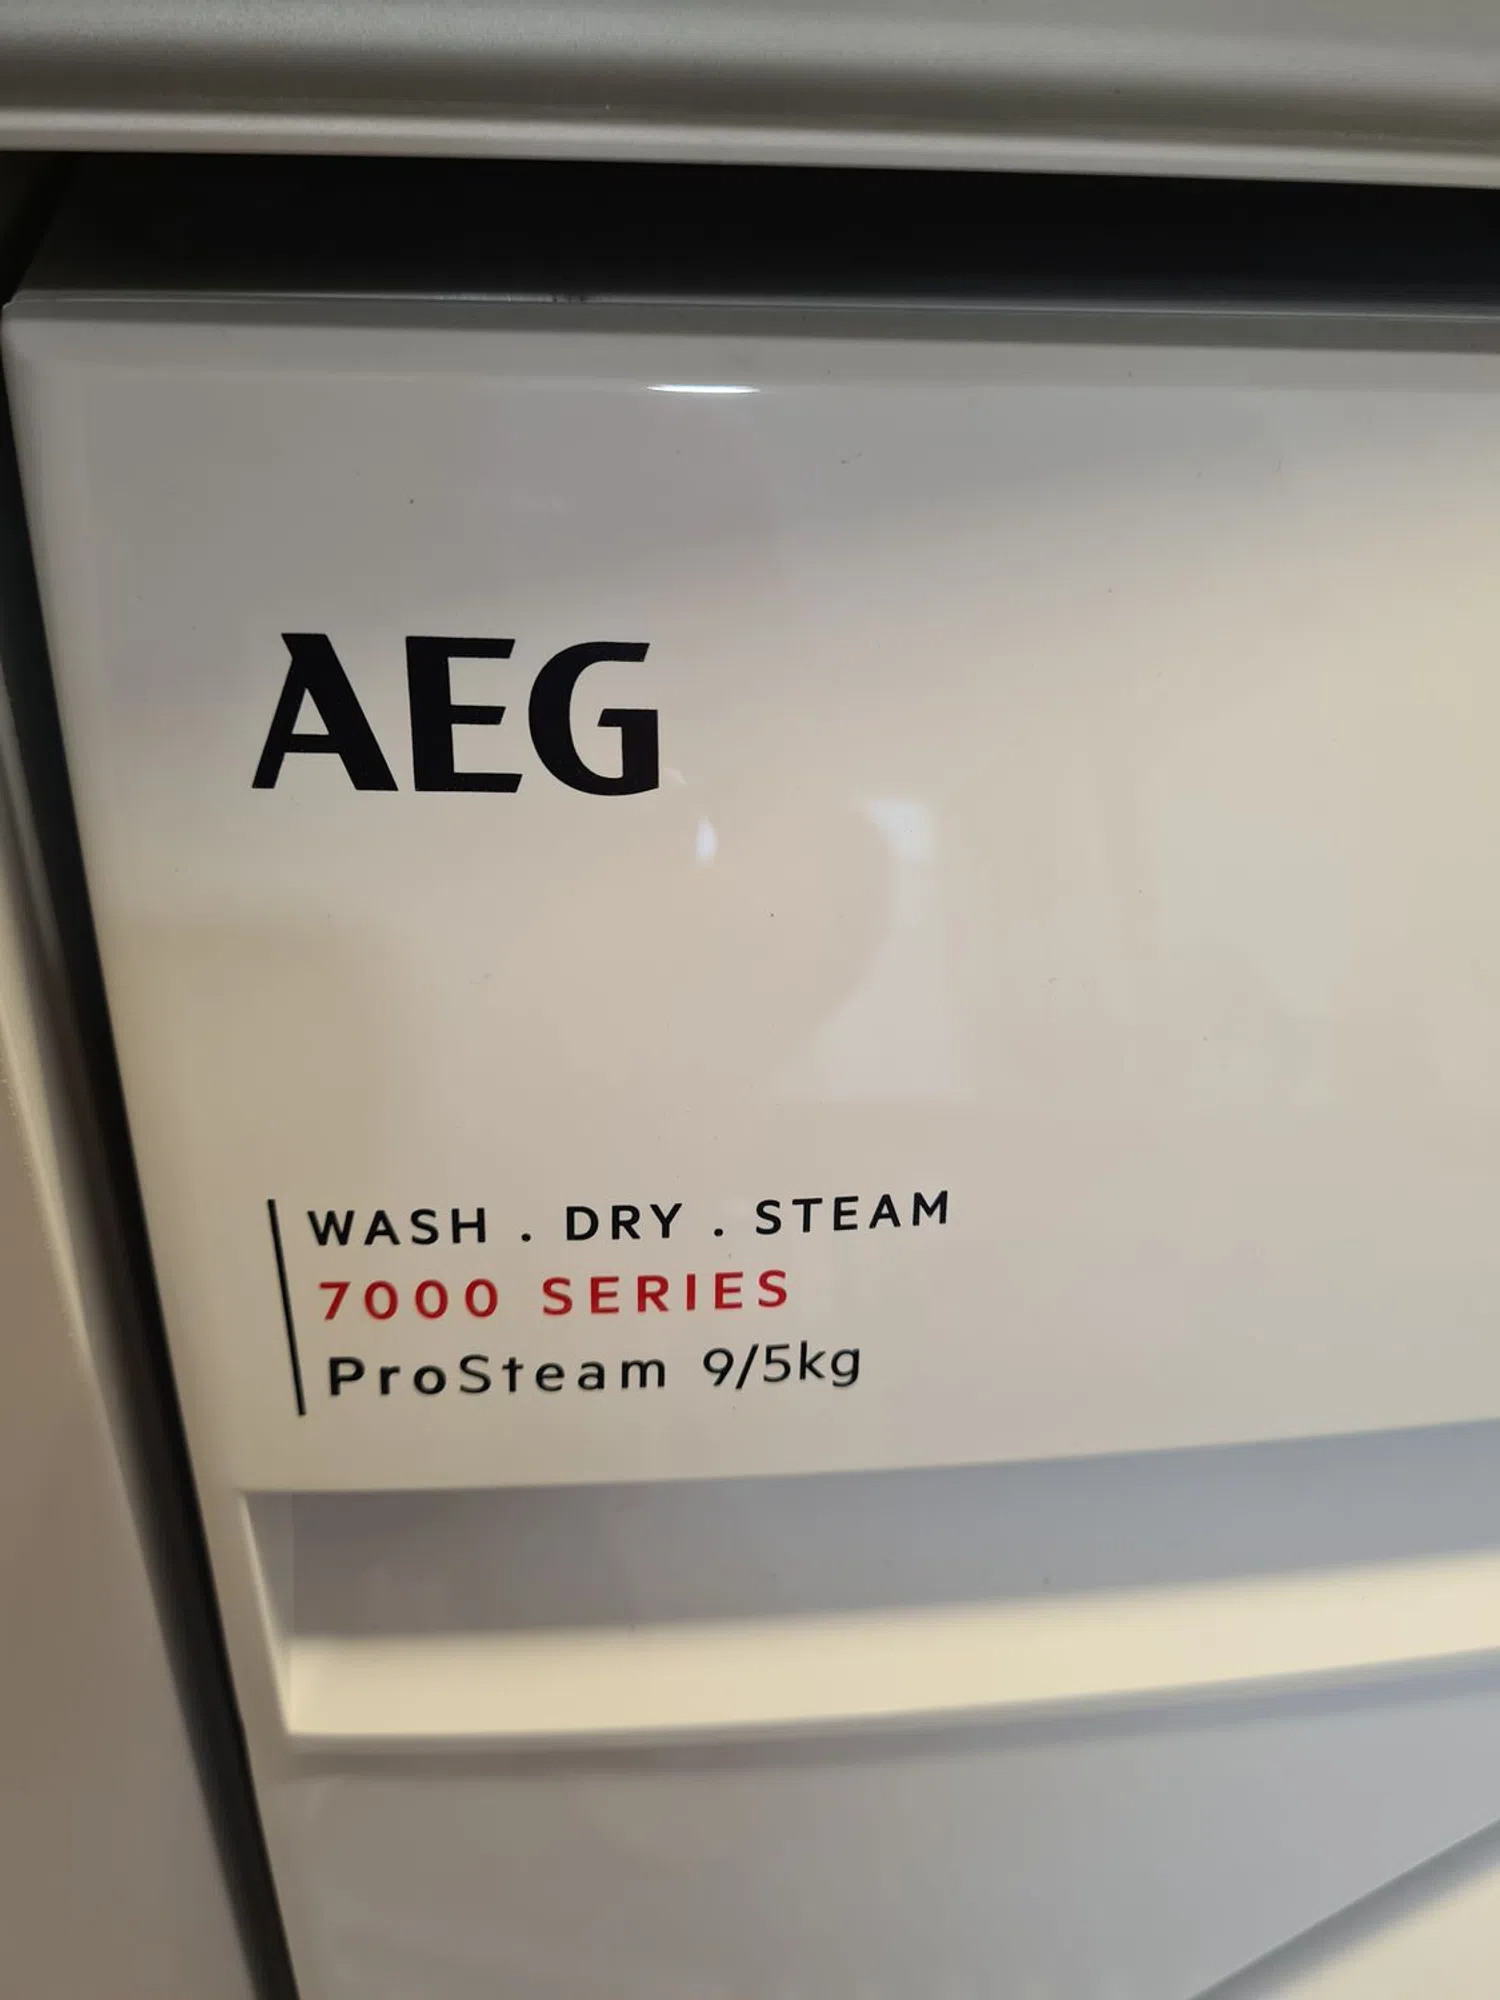 AEG
WASH . DRY . STEAM
7000 SERIES
ProSteam 9/5kg